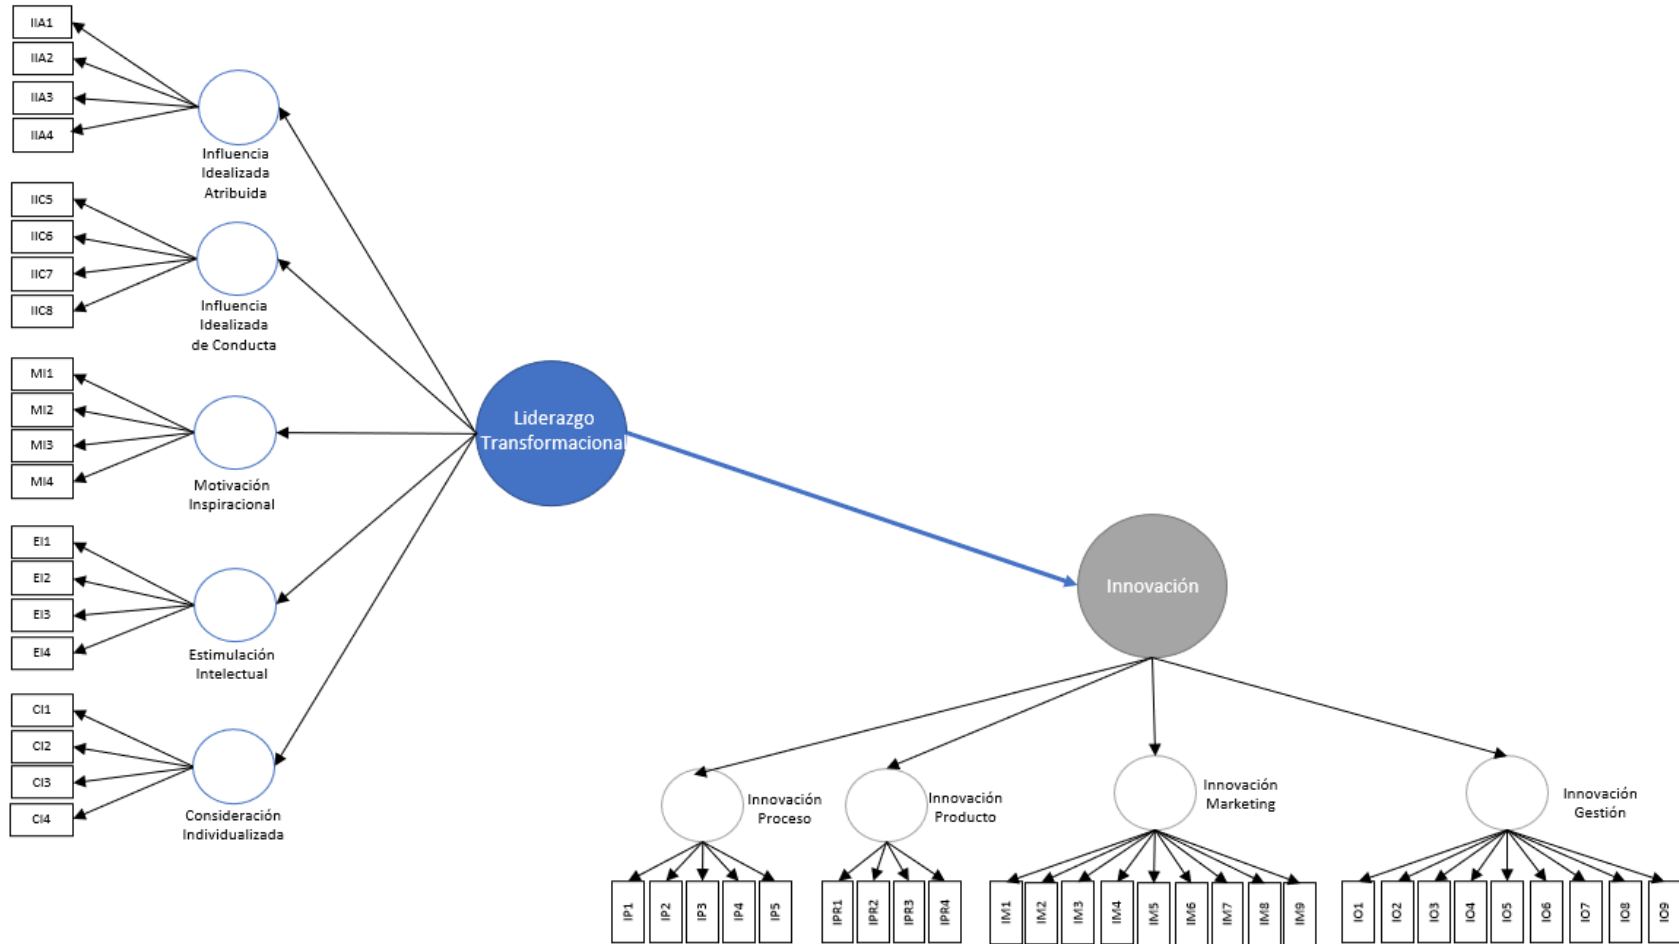 IIA1
IIA2
IIA3
IIA4
Influencia
Idealizada
Atribuida
IIC5
IIC6
IIC7
IIC8
Influencia
Idealizada
de Conducta
MI1
MI2
MI3
MI4
Motivación
Inspiracional
EI1
EI2
EI3
EI4
Estimulación
Intelectual
CI1
CI2
CI3
CI4
Consideración
Individualizada
Liderazgo
Transformacional
Innovación
Innovación
Proceso
Innovación
Producto
Innovación
Marketing
Innovación
Gestión
IP1
IP2
IP3
IP4
IP5
IPR1
IPR2
IPR3
IPR4
IM1
IM2
IM3
IM4
IM5
IM6
IM7
IM8
IM9
IO1
IO2
IO3
IO4
IO5
IO6
IO7
IO8
IO9